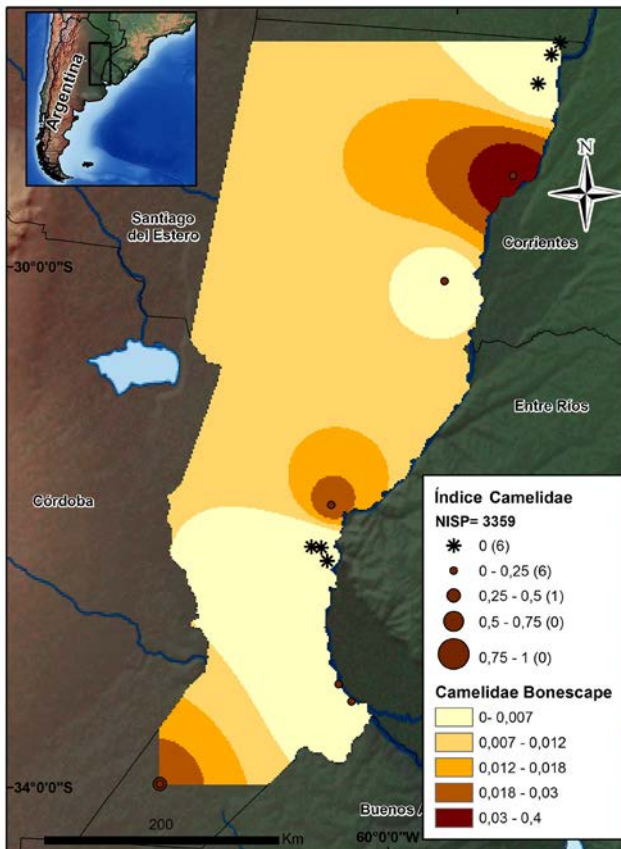 Argentina
N
Santiago
del Estero
Corrientes
30°0'0"S
Entre Ríos
Córdoba
Índice Camelidae
NISP= 3359
0 (6)
0 - 0,25 (6)
0,25 - 0,5 (1)
0,5 - 0,75 (0)
0,75 - 1 (0)
Camelidae Bonescape
0- 0,007
0,007 - 0,012
0,012 - 0,018
0,018 - 0,03
0,03 - 0,4
34°0'0"S
Buenos A
200
Km
60°0'0"W